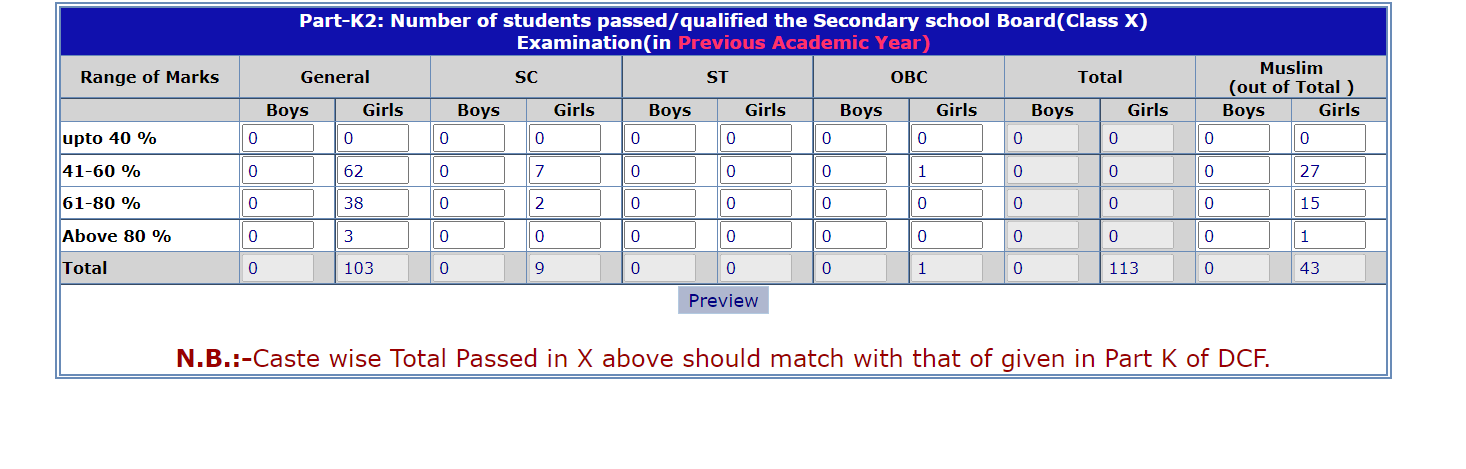 Part-K2: Number of students passed/qualified the Secondary school Board(Class X)
Examination(in Previous Academic Year)
Range of Marks General SC ST OBC Total Muslim
(out of Total )
Boys Girls Boys Girls Boys Girls Boys Girls Boys Girls Boys Girls
upto 40 % 0 0 0 0 0 0 0 0 0 0 0 0
41-60 % 0 62 0 7 0 0 0 1 0 0 0 27
61-80 % 0 38 0 2 0 0 0 0 0 0 0 15
Above 80 % 0 3 0 0 0 0 0 0 0 0 0 1
Total 0 103 0 9 0 0 0 1 0 113 0 43
Preview
N.B.:-Caste wise Total Passed in X above should match with that of given in Part K of DCF.